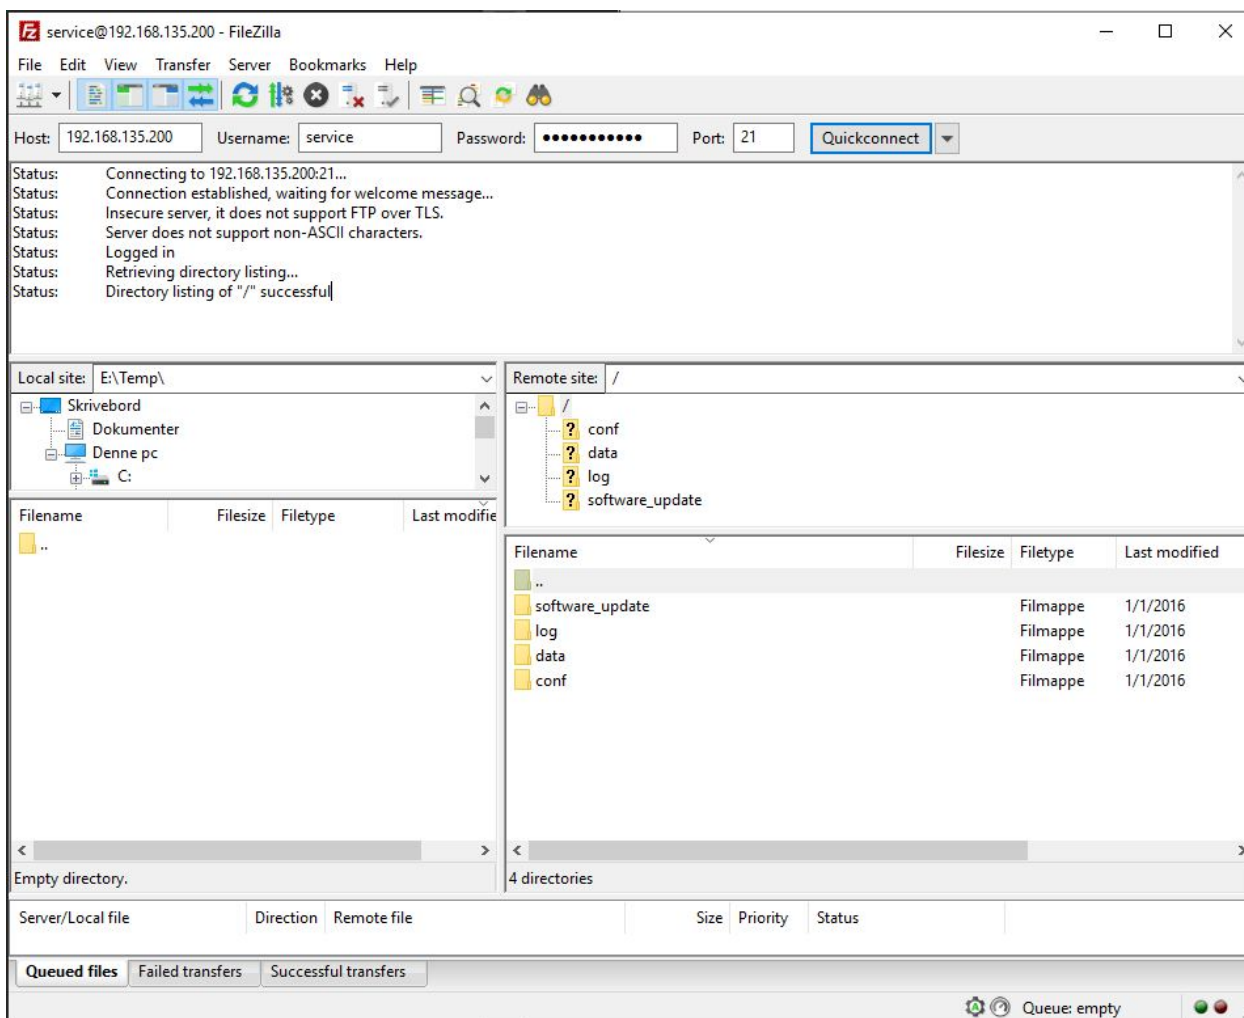 service@192.168.135.200 - FileZilla
File Edit View Transfer Server Bookmarks Help
Host: 192.168.135.200 Username: service Password: ●●●●●●●●●●● Port: 21 Quickconnect
Status: Connecting to 192.168.135.200:21...
Status: Connection established, waiting for welcome message...
Status: Insecure server, it does not support FTP over TLS.
Status: Server does not support non-ASCII characters.
Status: Logged in
Status: Retrieving directory listing...
Status: Directory listing of "/" successful
Local site: E:\Temp\
Skrivebord
Dokumenter
Denne pc
C:
Filename Filesize Filetype Last modifie
..
Empty directory.
Remote site: /
/
conf
data
log
software_update
Filename Filesize Filetype Last modified
..
software_update Filmappe 1/1/2016
log Filmappe 1/1/2016
data Filmappe 1/1/2016
conf Filmappe 1/1/2016
4 directories
Server/Local file Direction Remote file Size Priority Status
Queued files Failed transfers Successful transfers
Queue: empty